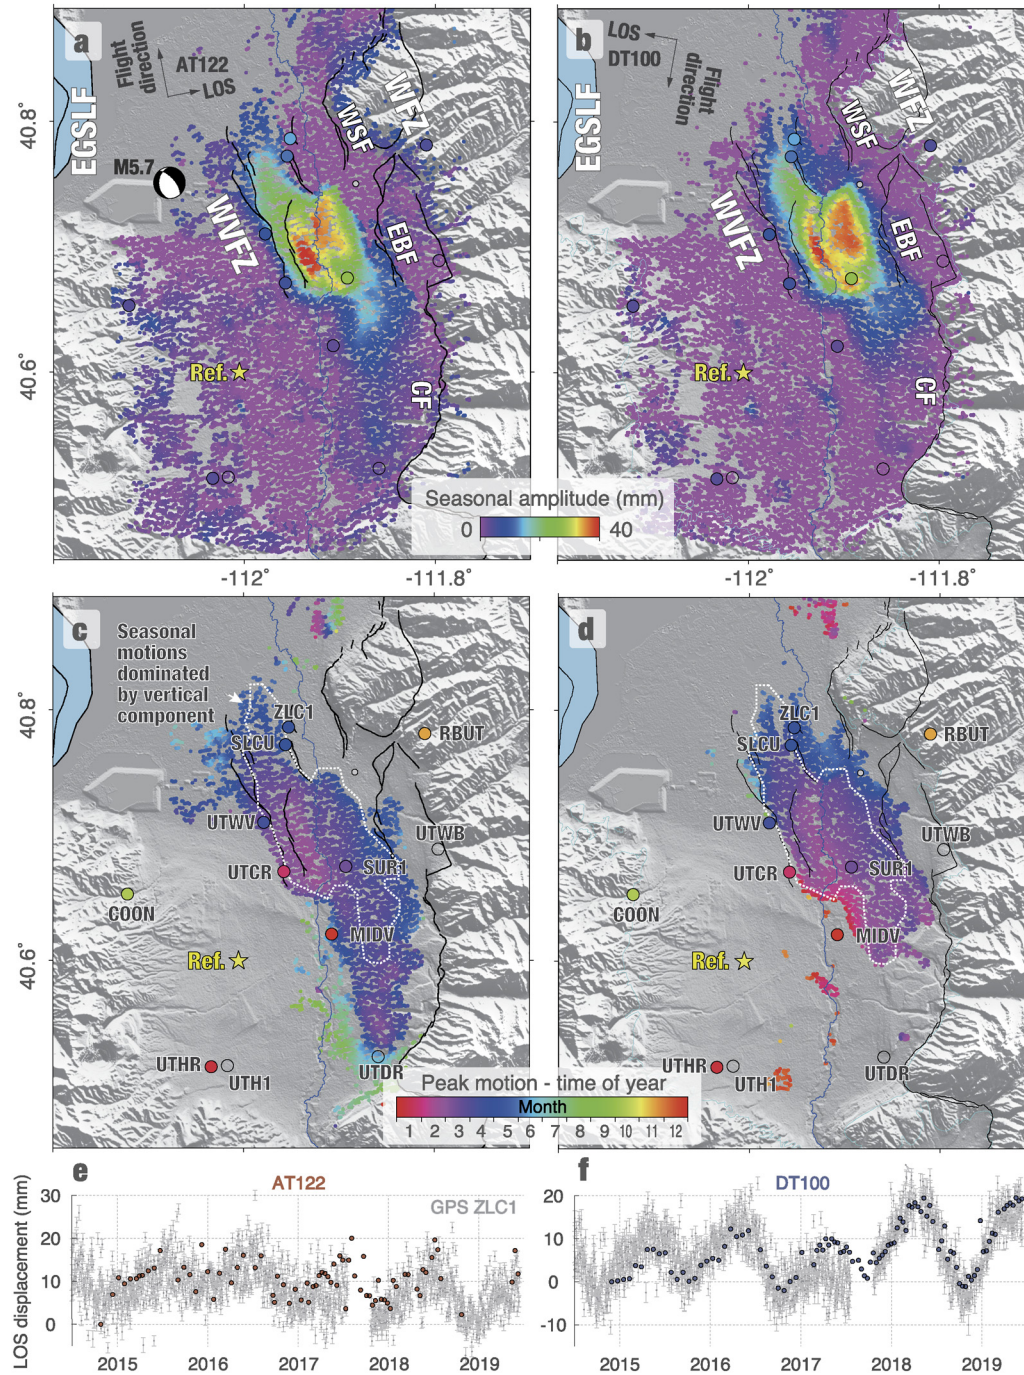 a
Flight
direction
AT122
LOS
EGSLF
WFZ
WSF
M5.7
WVFZ
EBF
Ref.
CF
40.8°
40.6°
Seasonal amplitude (mm)
0
40
-112°
-111.8°
b
LOS
DT100
Flight
direction
EGSLF
WFZ
WSF
WVFZ
EBF
Ref.
CF
-112°
-111.8°
c
Seasonal
motions
dominated
by vertical
component
40.8°
40.6°
ZLC1
SLCU
RBUT
UTWV
UTWB
UTCR
SUR1
COON
MIDV
Ref.
UTHR
UTH1
UTDR
Peak motion - time of year
Month
1 2 3 4 5 6 7 8 9 10 11 12
d
ZLC1
SLCU
RBUT
UTWV
UTWB
UTCR
SUR1
COON
MIDV
Ref.
UTHR
UTH1
UTDR
e
AT122
GPS ZLC1
LOS displacement (mm)
30
20
10
0
2015 2016 2017 2018 2019
f
DT100
20
10
0
-10
2015 2016 2017 2018 2019